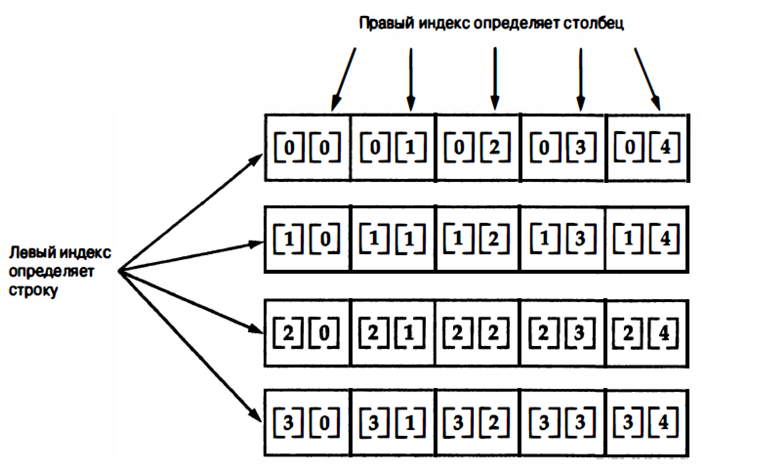 Правый индекс определяет столбец
[0][0] [0][1] [0][2] [0][3] [0][4]
[1][0] [1][1] [1][2] [1][3] [1][4]
Левый индекс
определяет
строку
[2][0] [2][1] [2][2] [2][3] [2][4]
[3][0] [3][1] [3][2] [3][3] [3][4]